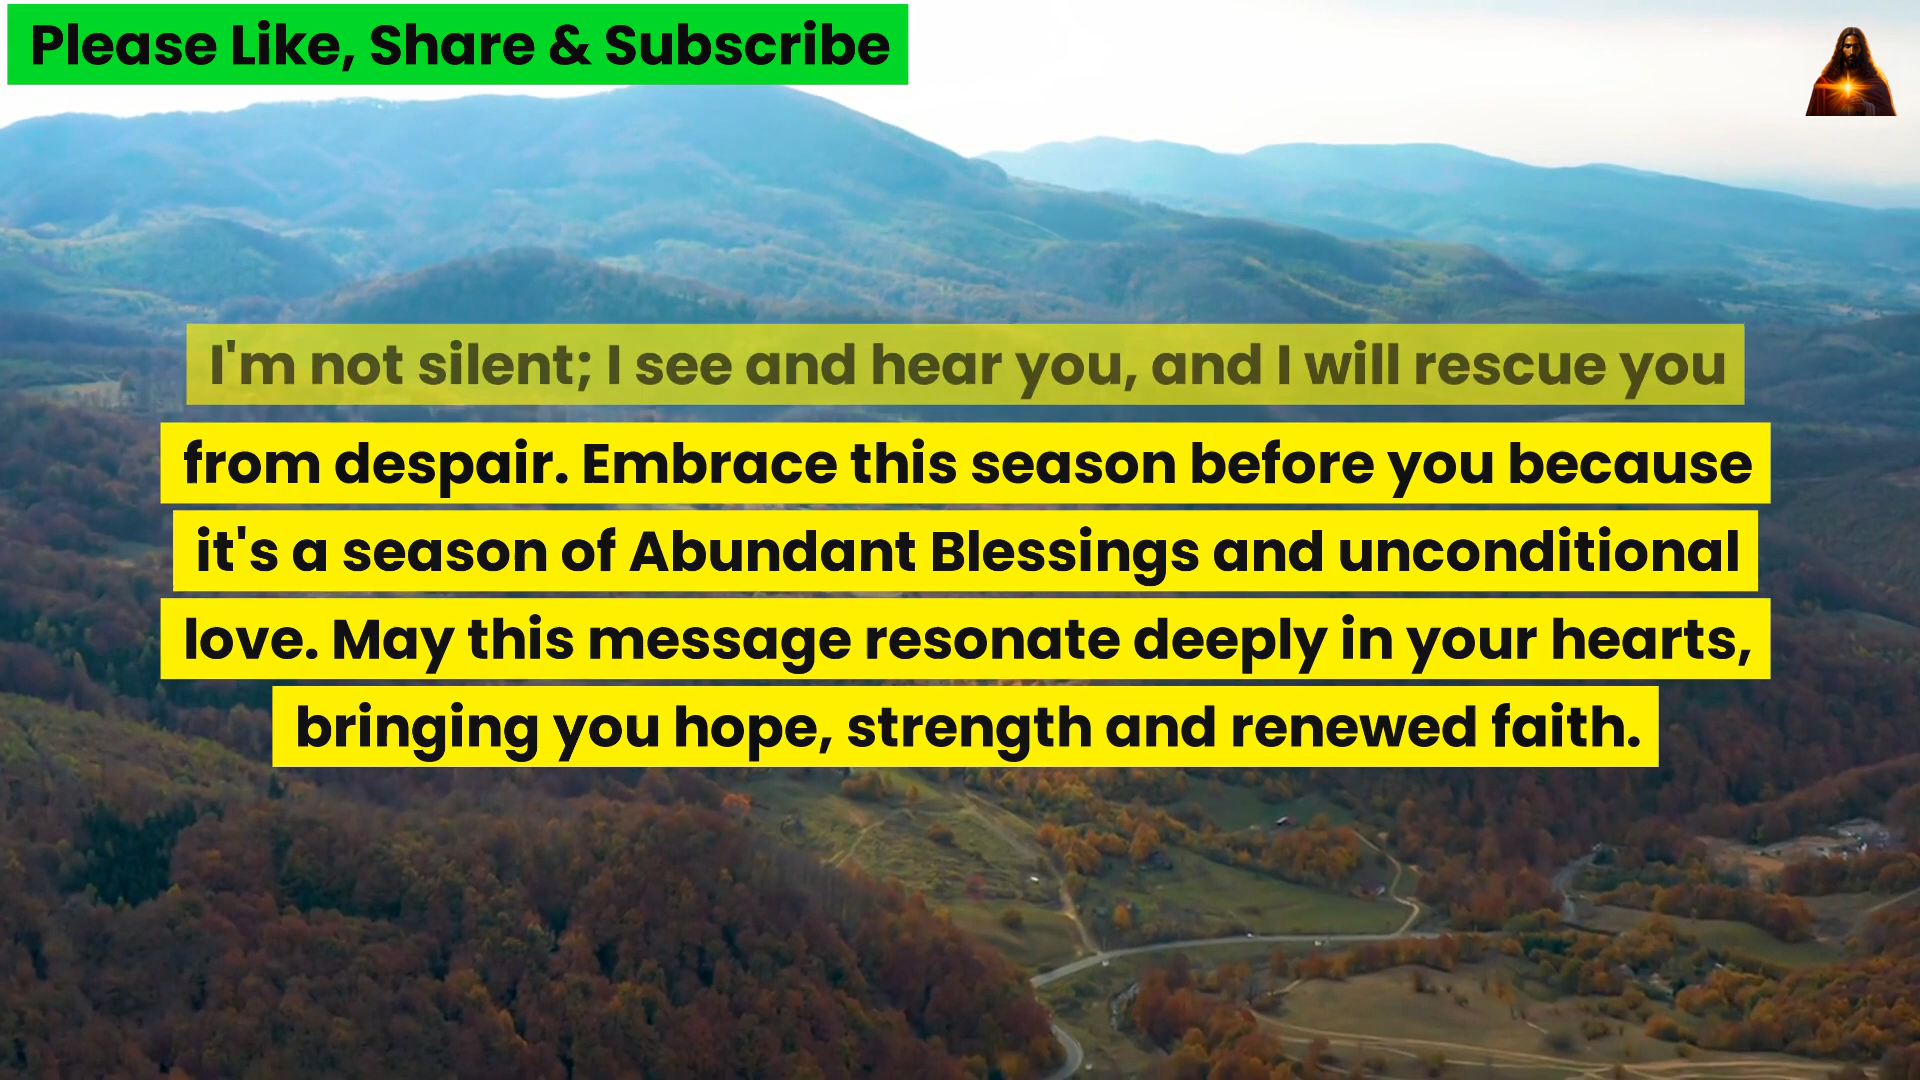 Please Like, Share & Subscribe
I'm not silent; I see and hear you, and I will rescue you
from despair. Embrace this season before you because
it's a season of Abundant Blessings and unconditional
love. May this message resonate deeply in your hearts,
bringing you hope, strength and renewed faith.